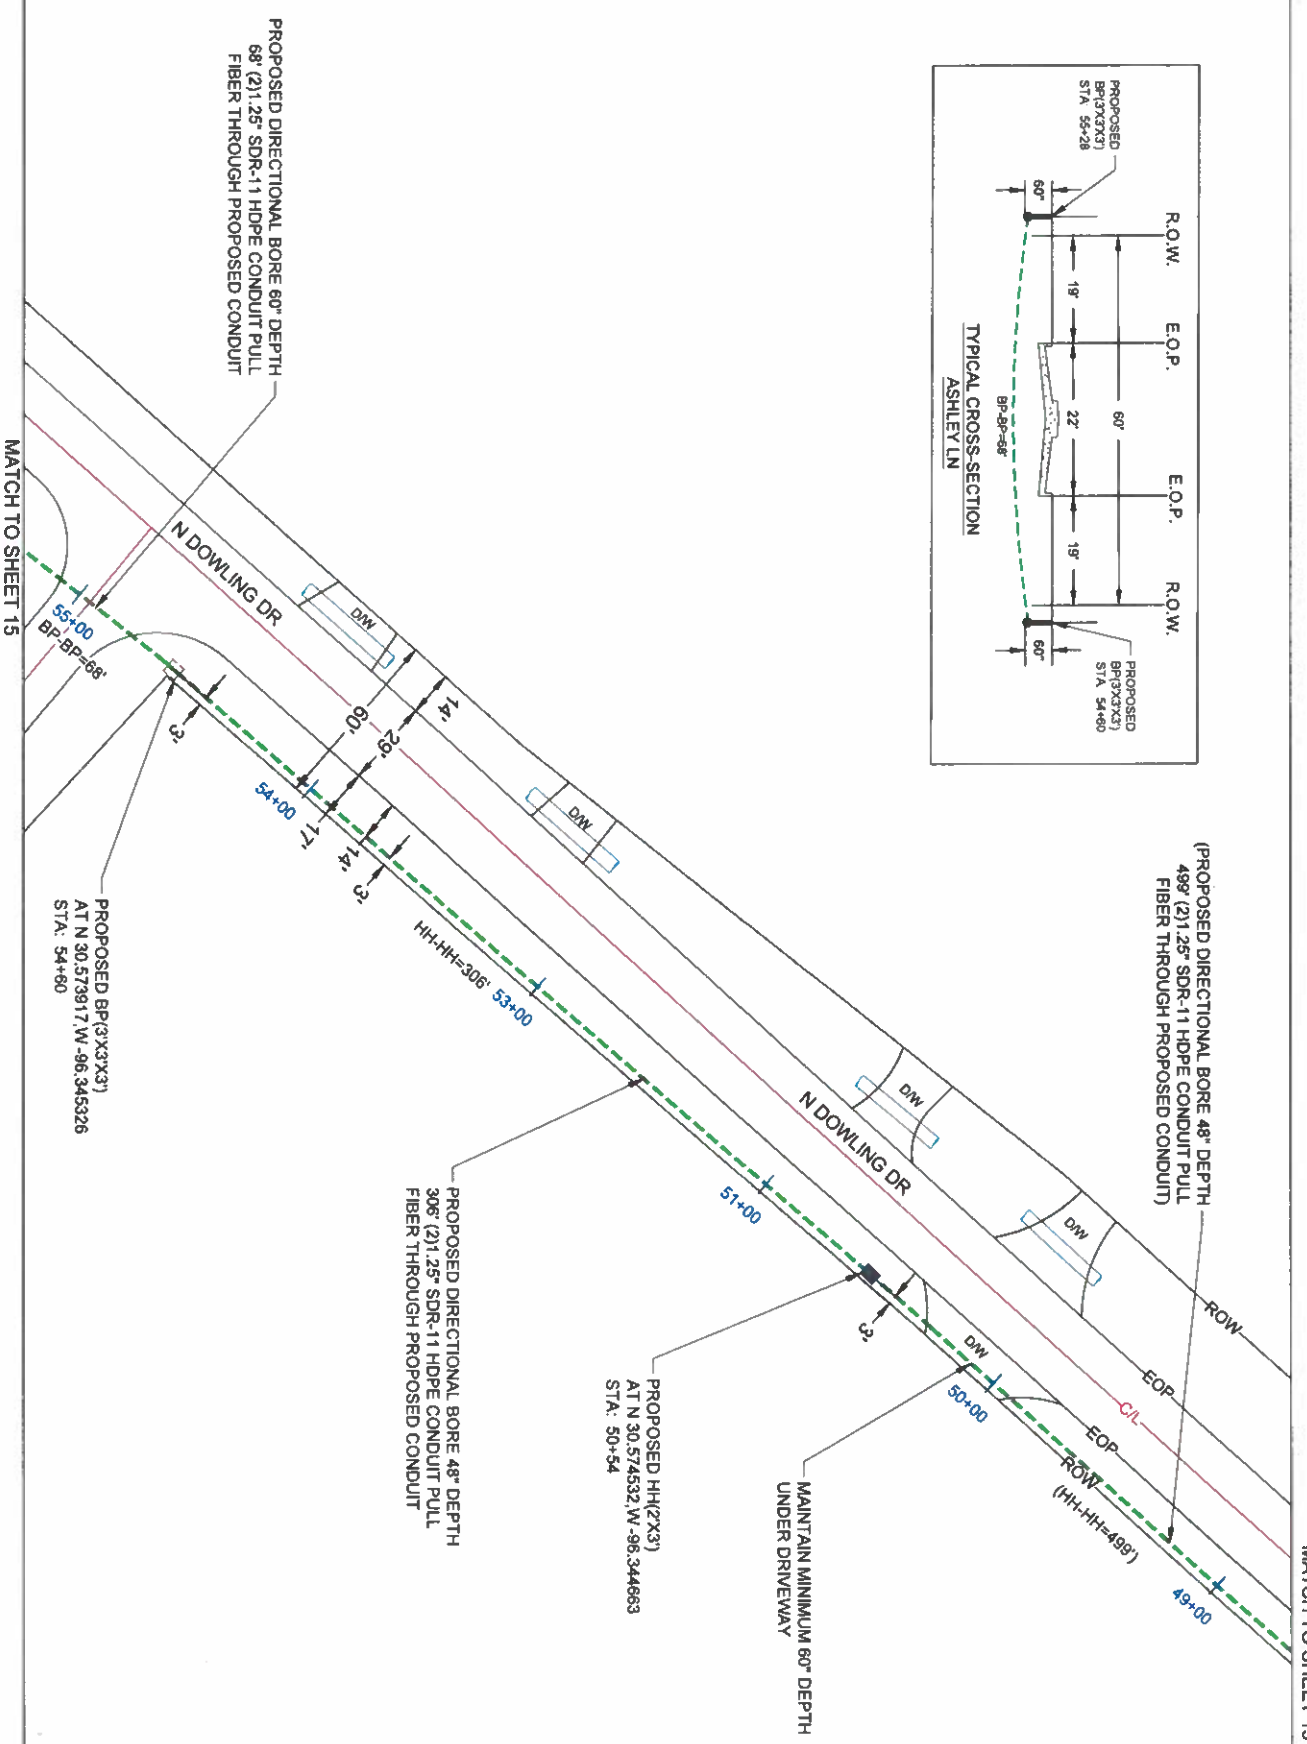 PROPOSED
BP(3'X3'X3')
STA 55+28
R.O.W.
E.O.P.
E.O.P.
R.O.W.
60'
19'
22'
19'
60"
60"
BP-BP=68'
PROPOSED
BP(3'X3'X3')
STA 54+60
TYPICAL CROSS-SECTION
ASHLEY LN
(PROPOSED DIRECTIONAL BORE 48" DEPTH
499' (2)1.25" SDR-11 HDPE CONDUIT PULL
FIBER THROUGH PROPOSED CONDUIT)
PROPOSED DIRECTIONAL BORE 60" DEPTH
68' (2)1.25" SDR-11 HDPE CONDUIT PULL
FIBER THROUGH PROPOSED CONDUIT
N DOWLING DR
D/W
D/W
D/W
D/W
D/W
14'
29'
60'
17'
14'
3'
3'
3'
55+00
BP-BP=68'
54+00
HH-HH=306'
53+00
51+00
50+00
49+00
N DOWLING DR
ROW
EOP
C/L
EOP
ROW
(HH-HH=499')
MAINTAIN MINIMUM 60" DEPTH
UNDER DRIVEWAY
PROPOSED HH(2'X3')
AT N 30.574532,W -96.344663
STA: 50+54
PROPOSED DIRECTIONAL BORE 48" DEPTH
306' (2)1.25" SDR-11 HDPE CONDUIT PULL
FIBER THROUGH PROPOSED CONDUIT
PROPOSED BP(3'X3'X3')
AT N 30.573917,W -96.345326
STA: 54+60
MATCH TO SHEET 15
MATCH TO SHEET